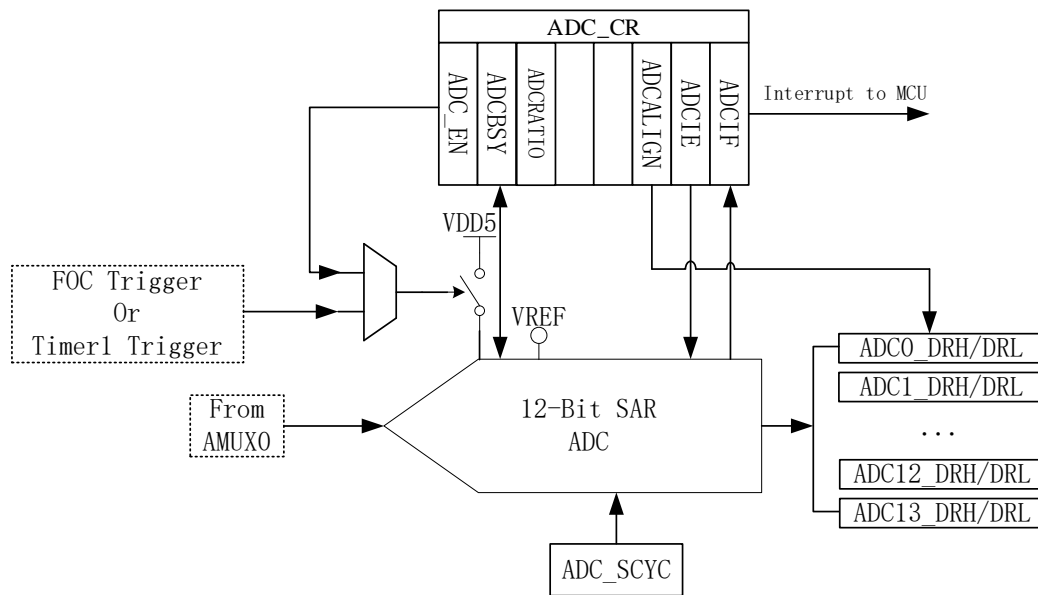 ADC_CR
ADC_EN
ADCBSY
ADCRATIO
ADCALIGN
ADCIE
ADCIF
Interrupt to MCU
VDD5
FOC Trigger
Or
Timer1 Trigger
VREF
ADC0_DRH/DRL
ADC1_DRH/DRL
...
ADC12_DRH/DRL
ADC13_DRH/DRL
From
AMUXO
12-Bit SAR
ADC
ADC_SCYC